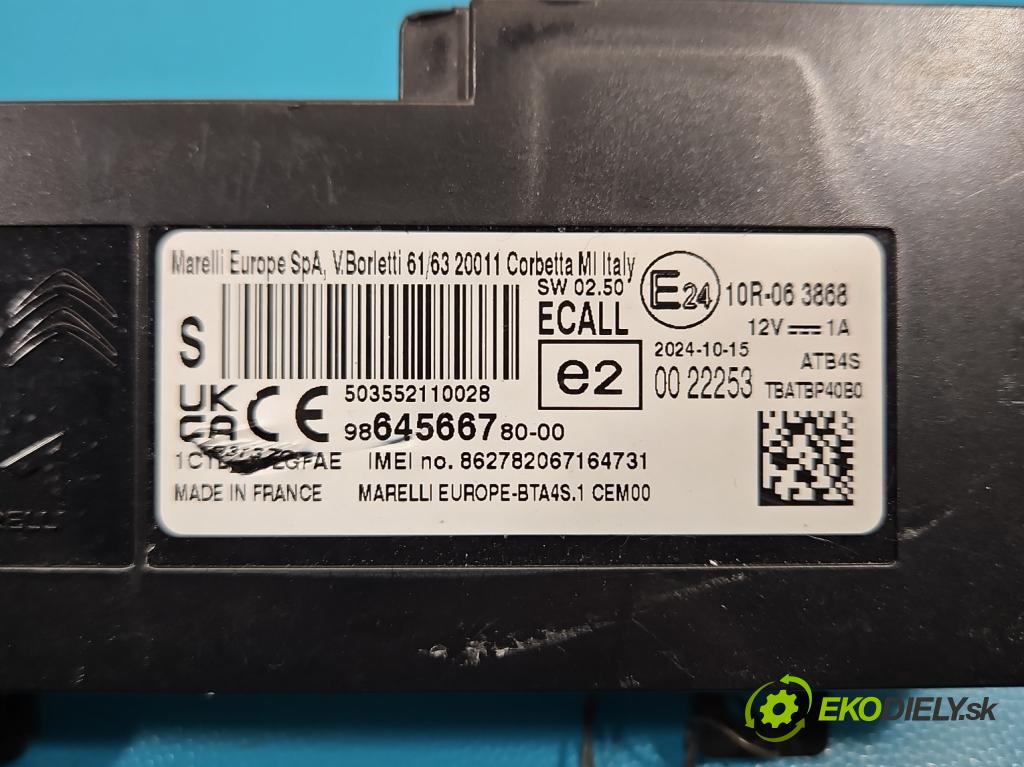 Marelli Europe SpA, V.Borletti 61/63 20011 Corbetta MI Italy
SW 02.50
E24
10R-06 3868
S
ECALL
12V 1A
e2
2024-10-15
00 22253
ATB4S
TBATBP40B0
503552110028
UK
CA CE
9864566780-00
IMEI no. 862782067164731
MADE IN FRANCE MARELLI EUROPE-BTA4S.1 CEM00
EKODIELY.sk